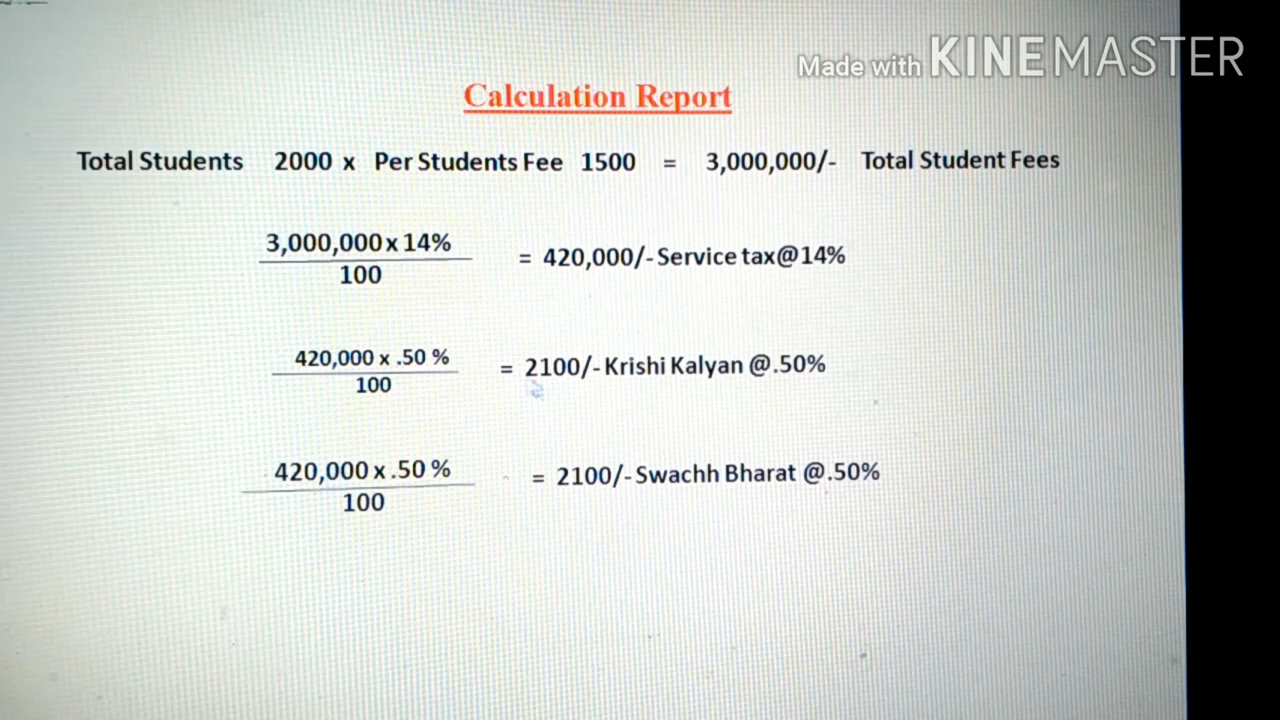 Made with KINEMASTER
Calculation Report
Total Students 2000 x Per Students Fee 1500 = 3,000,000/- Total Student Fees
3,000,000 x 14%
100
= 420,000/- Service tax@14%
420,000 x .50 %
100
= 2100/- Krishi Kalyan @.50%
420,000 x .50 %
100
= 2100/- Swachh Bharat @.50%